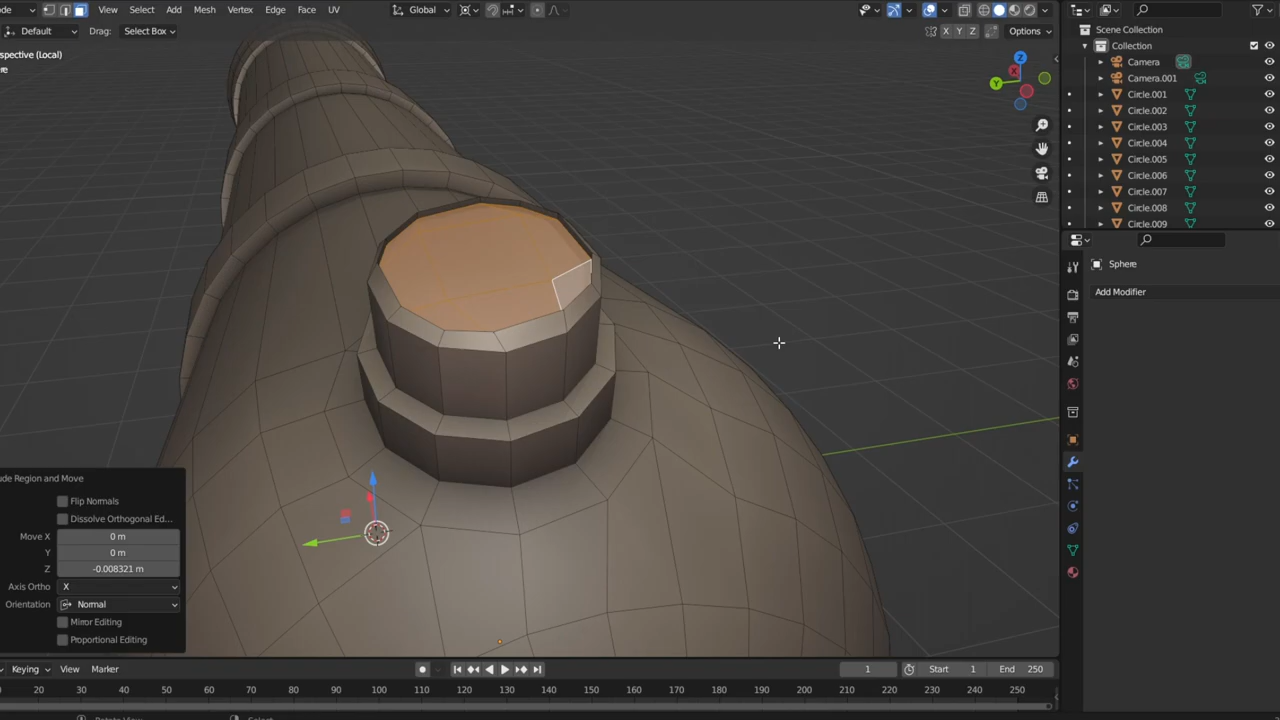 de
View
Select
Add
Mesh
Vertex
Edge
Face
UV
Global
Default
Drag:
Select Box
X
Y
Z
Options
spective (Local)
re
Z
X
Y
Scene Collection
Collection
Camera
Camera.001
Circle.001
Circle.002
Circle.003
Circle.004
Circle.005
Circle.006
Circle.007
Circle.008
Circle.009
Sphere
Add Modifier
ude Region and Move
Flip Normals
Dissolve Orthogonal Ed...
Move X
0 m
Y
0 m
Z
-0.008321 m
Axis Ortho
X
Orientation
Normal
Mirror Editing
Proportional Editing
Keying
View
Marker
1
Start
1
End
250
20
30
40
50
60
70
80
90
100
110
120
130
140
150
160
170
180
190
200
210
220
230
240
250